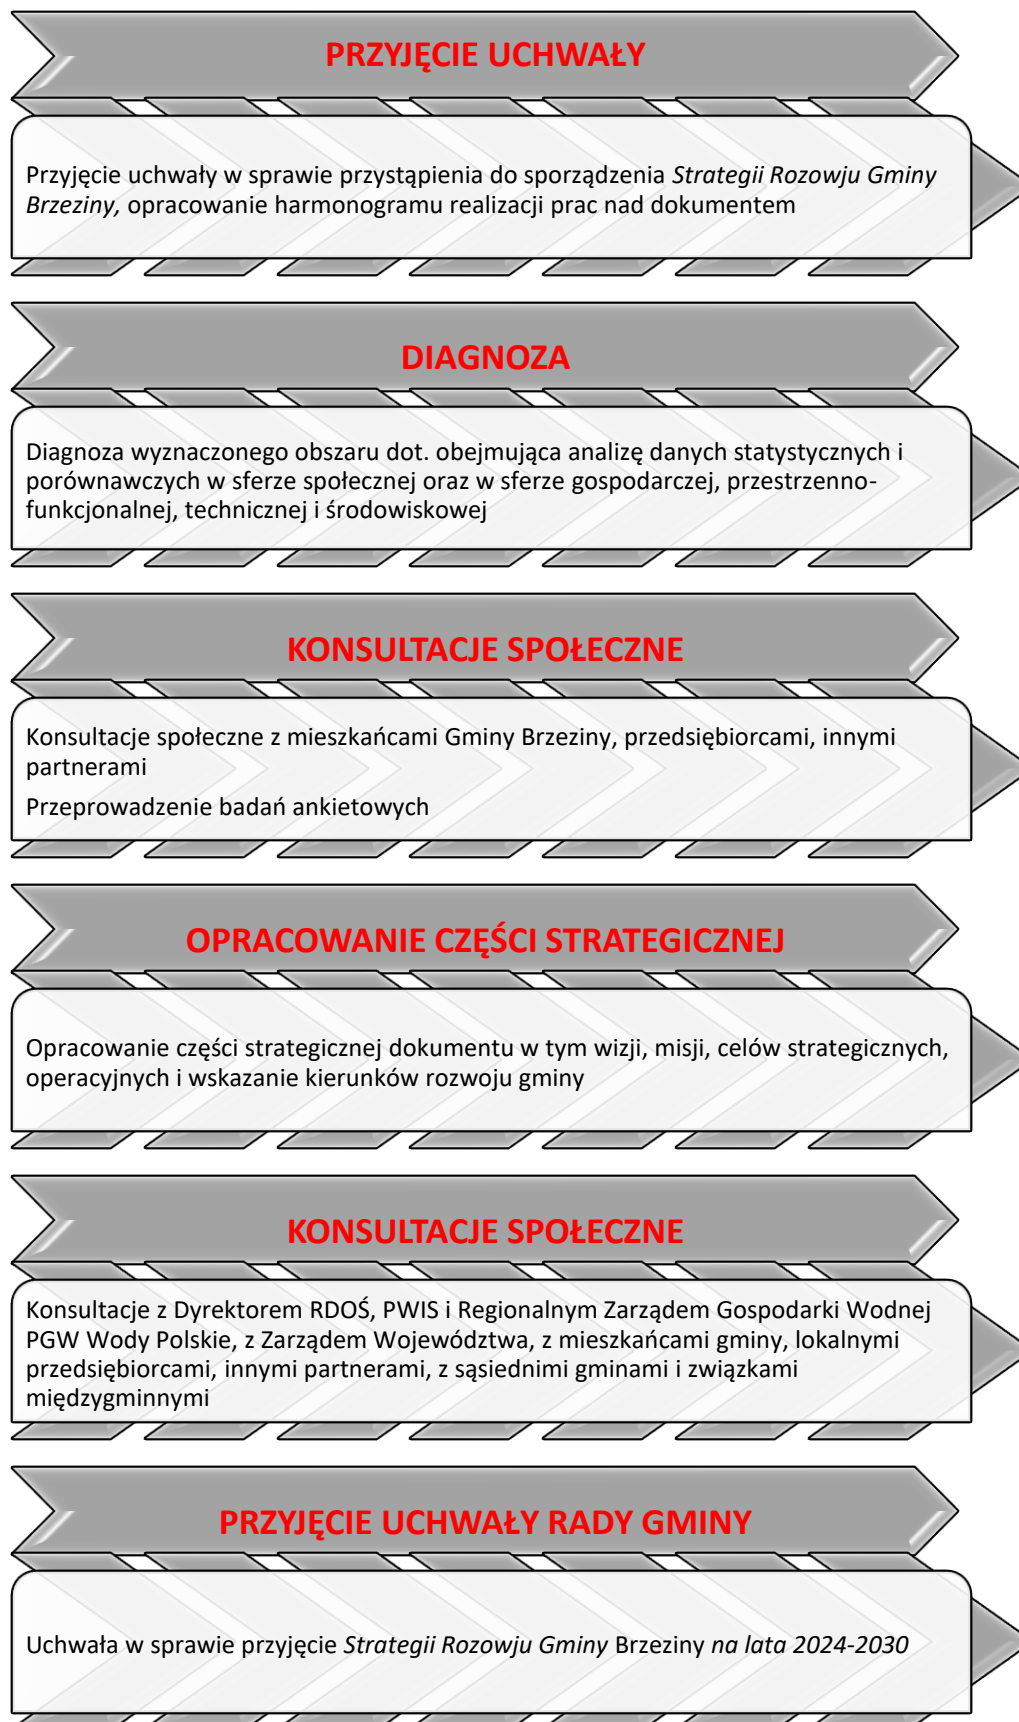 PRZYJĘCIE UCHWAŁY
Przyjęcie uchwały w sprawie przystąpienia do sporządzenia Strategii Rozowju Gminy
Brzeziny, opracowanie harmonogramu realizacji prac nad dokumentem
DIAGNOZA
Diagnoza wyznaczonego obszaru dot. obejmująca analizę danych statystycznych i
porównawczych w sferze społecznej oraz w sferze gospodarczej, przestrzenno-
funkcjonalnej, technicznej i środowiskowej
KONSULTACJE SPOŁECZNE
Konsultacje społeczne z mieszkańcami Gminy Brzeziny, przedsiębiorcami, innymi
partnerami
Przeprowadzenie badań ankietowych
OPRACOWANIE CZĘŚCI STRATEGICZNEJ
Opracowanie części strategicznej dokumentu w tym wizji, misji, celów strategicznych,
operacyjnych i wskazanie kierunków rozwoju gminy
KONSULTACJE SPOŁECZNE
Konsultacje z Dyrektorem RDOŚ, PWIS i Regionalnym Zarządem Gospodarki Wodnej
PGW Wody Polskie, z Zarządem Województwa, z mieszkańcami gminy, lokalnymi
przedsiębiorcami, innymi partnerami, z sąsiednimi gminami i związkami
międzygminnymi
PRZYJĘCIE UCHWAŁY RADY GMINY
Uchwała w sprawie przyjęcie Strategii Rozowju Gminy Brzeziny na lata 2024-2030